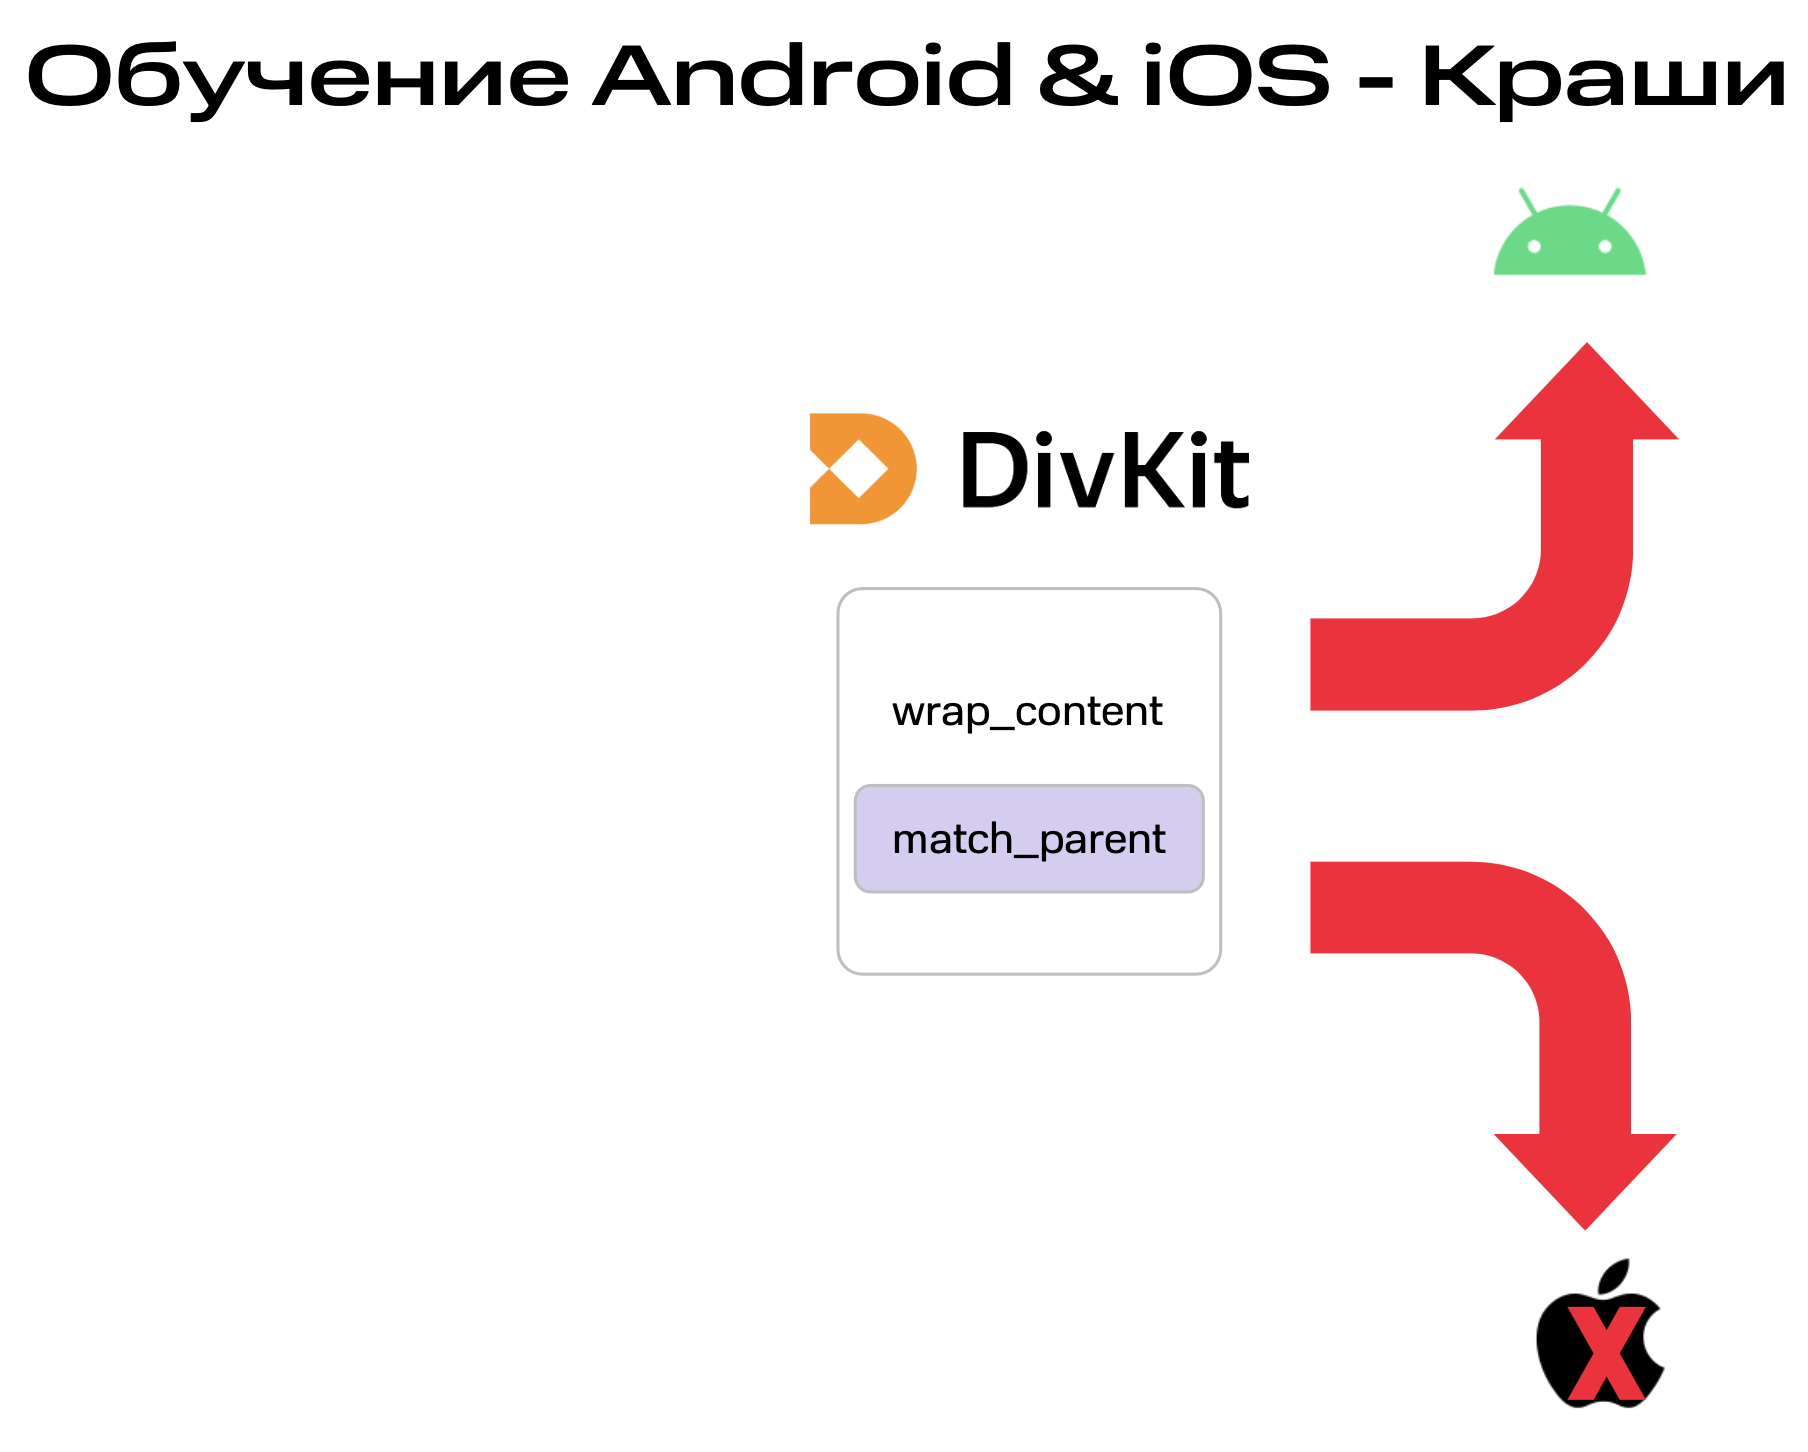 Обучение Android & iOS - Краши
DivKit
wrap_content
match_parent
X